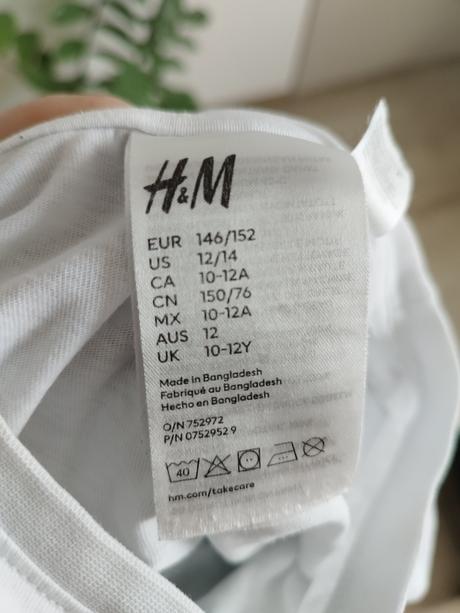 H&M
EUR 146/152
US 12/14
CA 10-12A
CN 150/76
MX 10-12A
AUS 12
UK 10-12Y
Made in Bangladesh
Fabriqué au Bangladesh
Hecho en Bangladesh
O/N 752972
P/N 0752952 9
40
hm.com/takecare